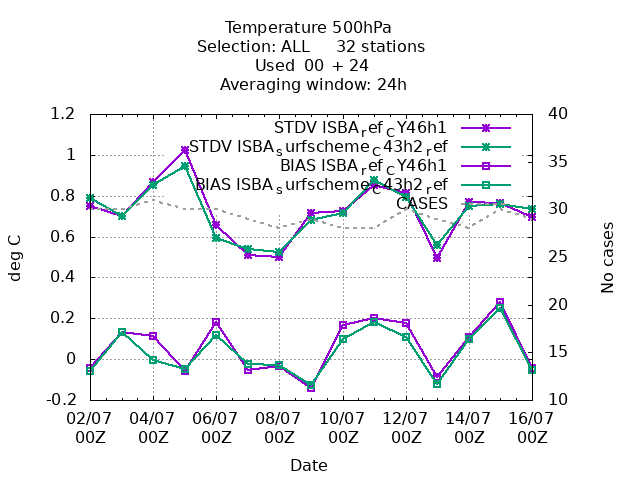 Temperature 500hPa
Selection: ALL 32 stations
Used 00 + 24
Averaging window: 24h
STDV ISBA_ref_CY46h1
STDV ISBA_surfscheme_C43h2_ref
BIAS ISBA_ref_CY46h1
BIAS ISBA_surfscheme_C43h2_ref
CASES
deg C
1.2
1
0.8
0.6
0.4
0.2
0
-0.2
40
35
30
25
20
15
10
No cases
02/07 04/07 06/07 08/07 10/07 12/07 14/07 16/07
00Z 00Z 00Z 00Z 00Z 00Z 00Z 00Z
Date